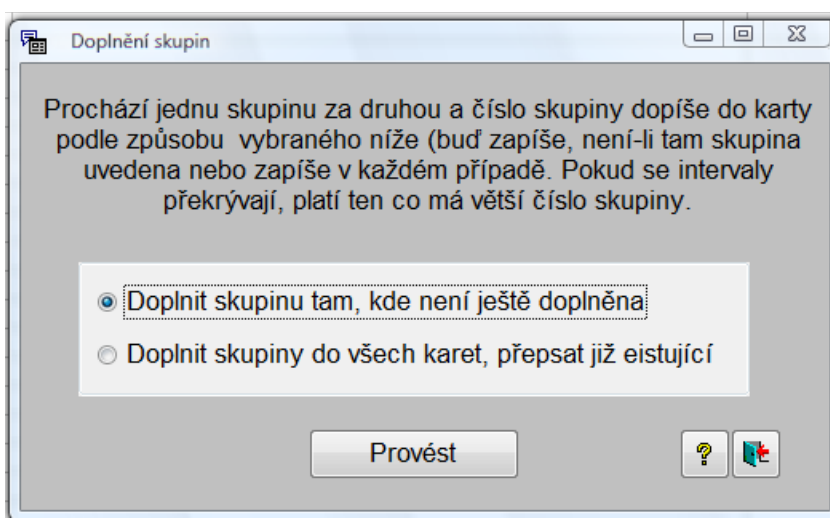 Doplnění skupin
Prochází jednu skupinu za druhou a číslo skupiny dopíše do karty
podle způsobu vybraného níže (buď zapíše, není-li tam skupina
uvedena nebo zapíše v každém případě. Pokud se intervaly
překrývají, platí ten co má větší číslo skupiny.
Doplnit skupinu tam, kde není ještě doplněna
Doplnit skupiny do všech karet, přepsat již eistující
Provést
?